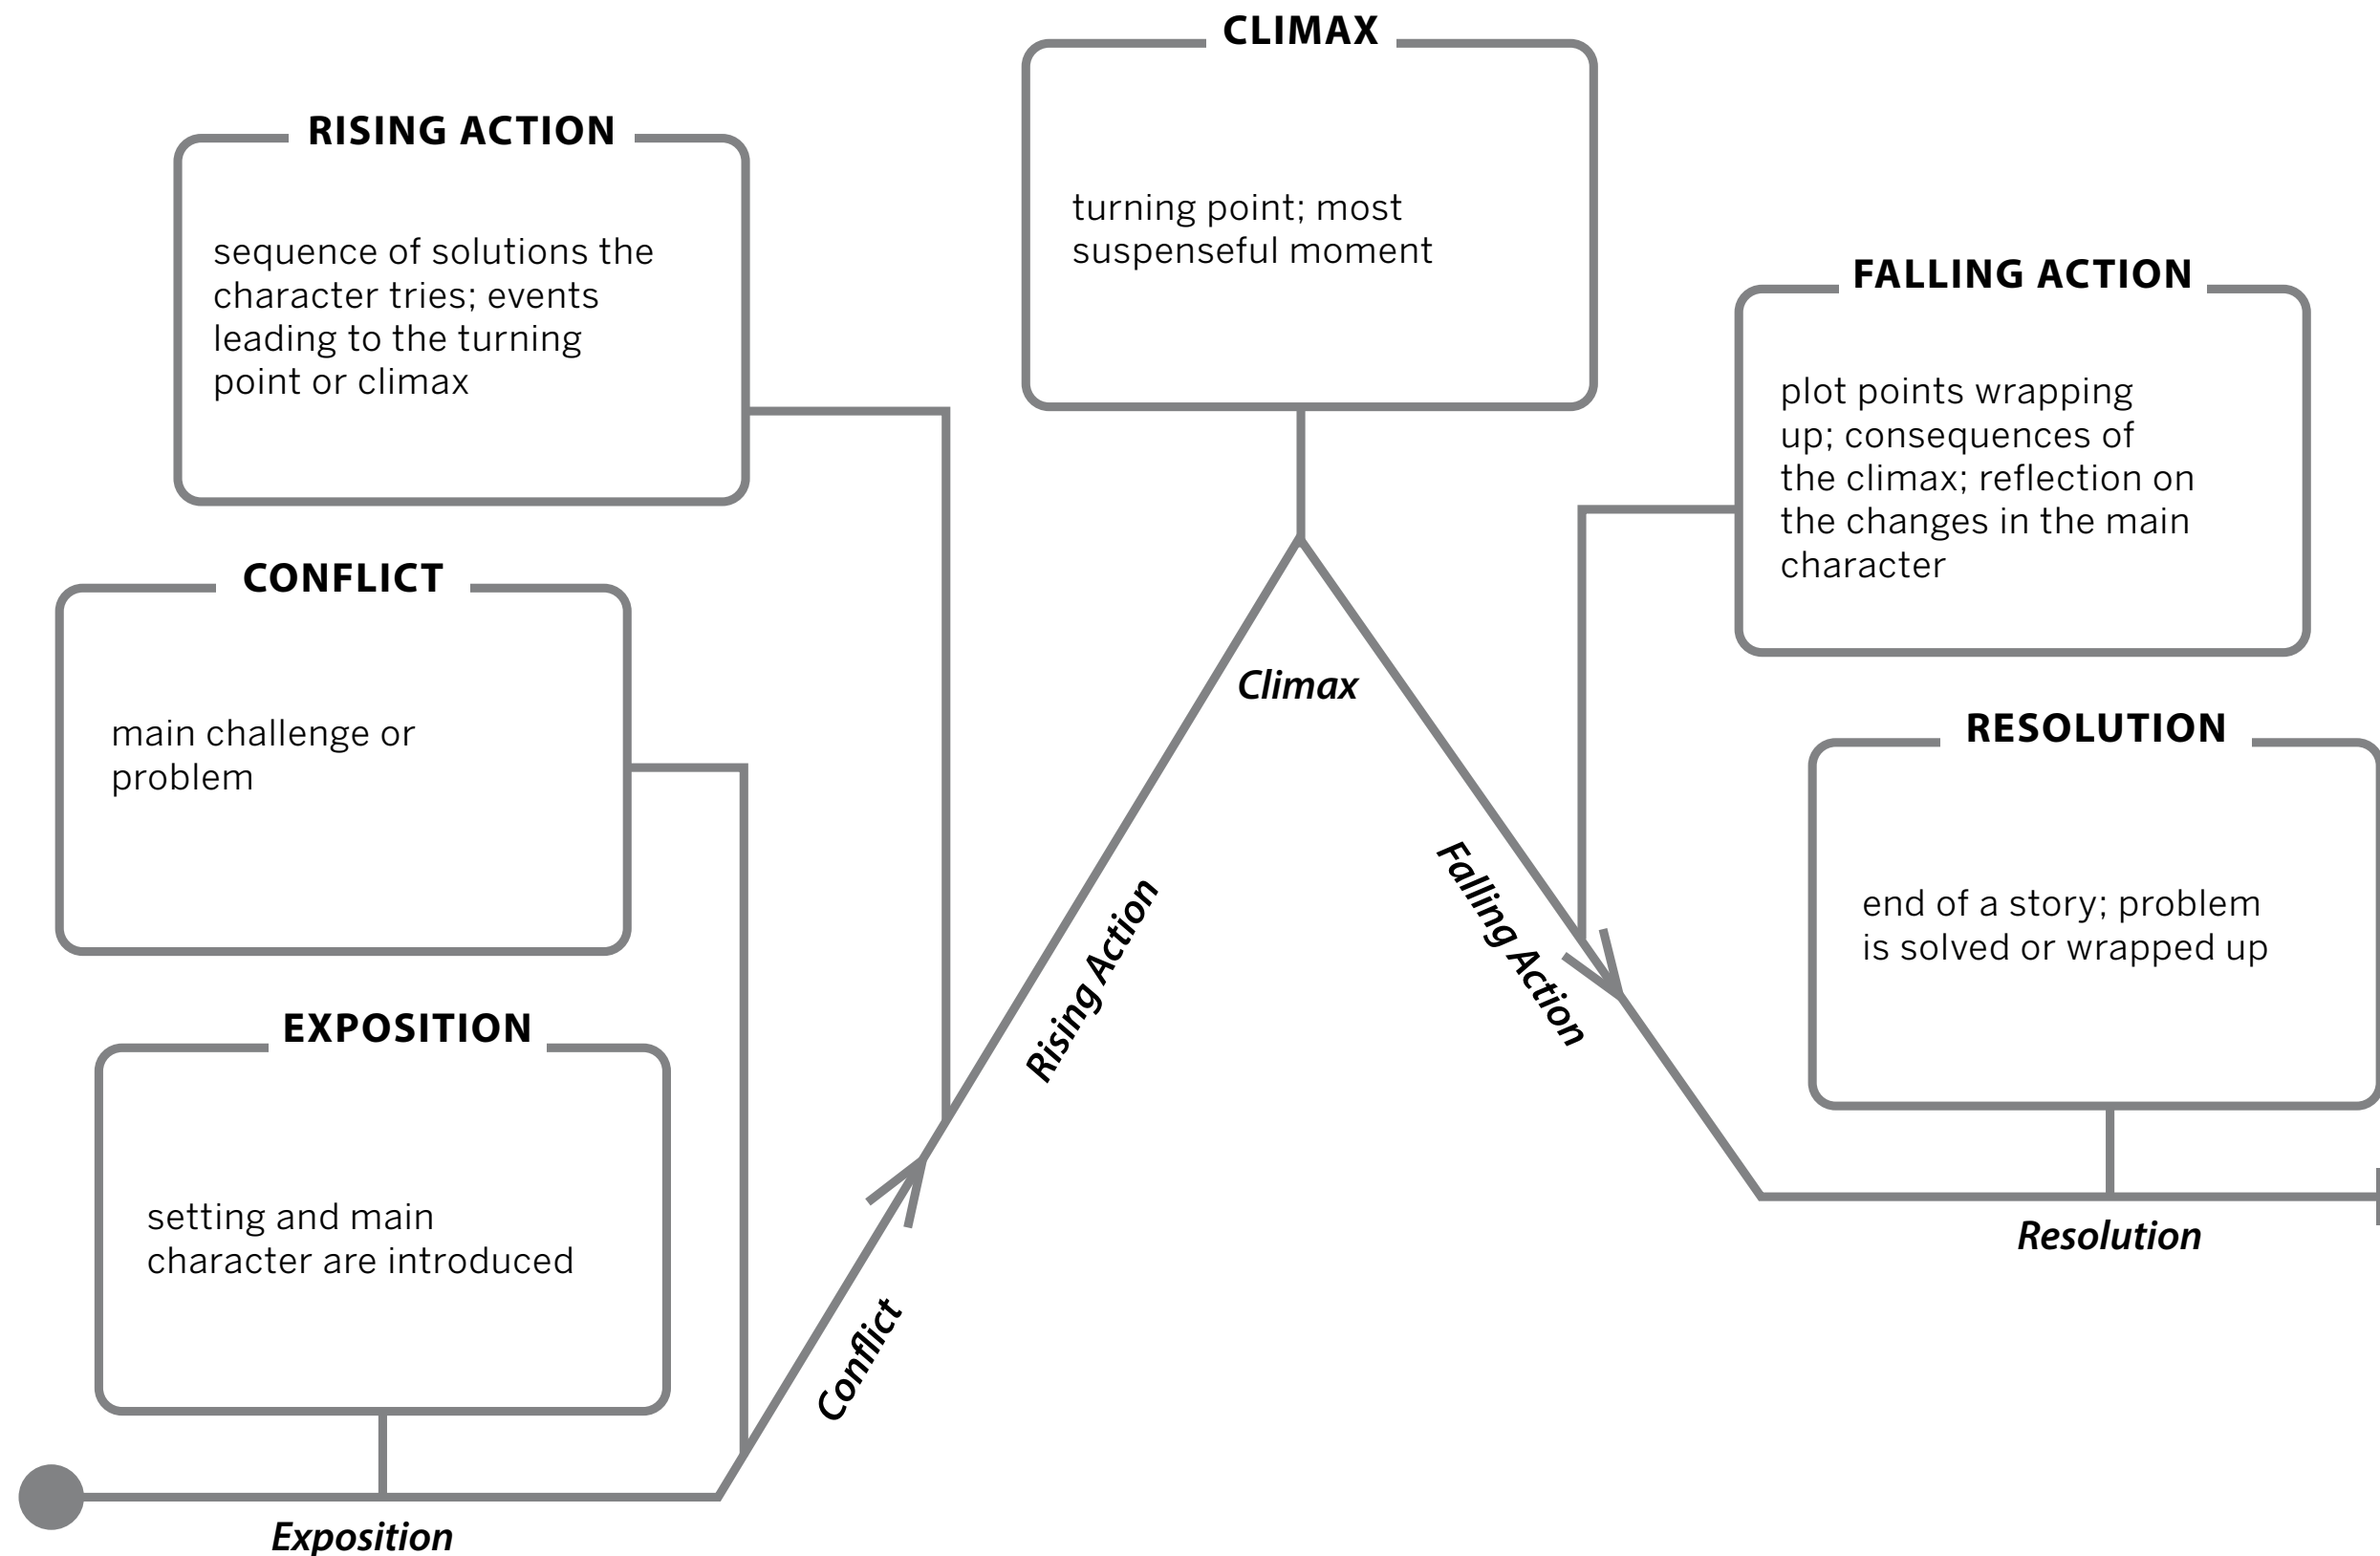 CLIMAX
turning point; most
suspenseful moment
RISING ACTION
sequence of solutions the
character tries; events
leading to the turning
point or climax
FALLING ACTION
plot points wrapping
up; consequences of
the climax; reflection on
the changes in the main
character
CONFLICT
main challenge or
problem
Climax
RESOLUTION
end of a story; problem
is solved or wrapped up
Rising Action
Falling Action
EXPOSITION
setting and main
character are introduced
Conflict
Resolution
Exposition